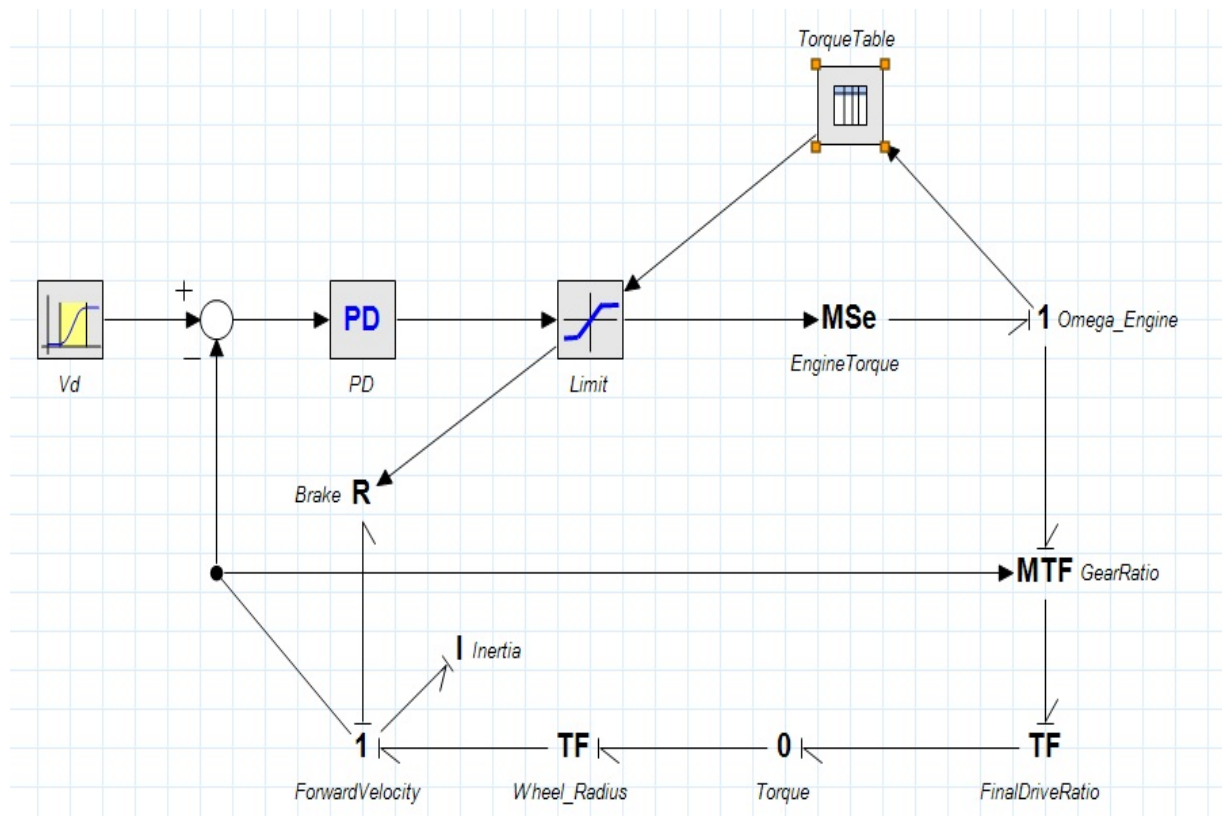 TorqueTable
+
−
PD
MSe
1 Omega_Engine
Vd
PD
Limit
EngineTorque
Brake R
MTF GearRatio
I Inertia
1
TF
0
TF
ForwardVelocity
Wheel_Radius
Torque
FinalDriveRatio